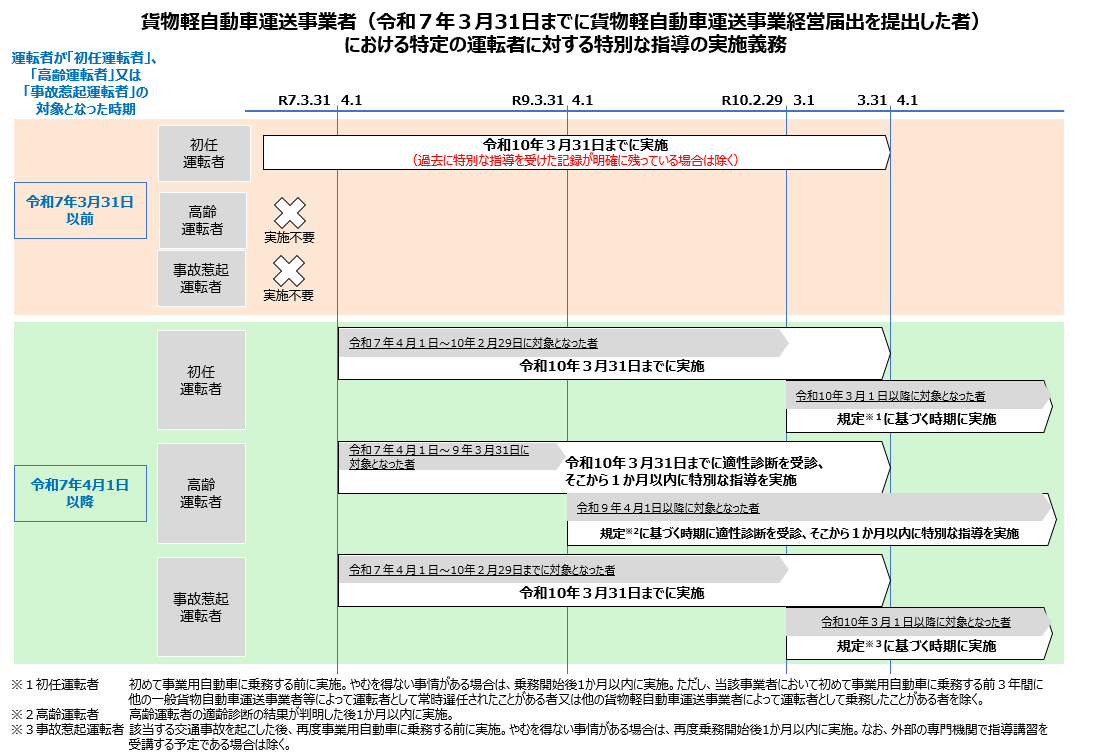 貨物軽自動車運送事業者（令和７年３月31日までに貨物軽自動車運送事業経営届出を提出した者）
における特定の運転者に対する特別な指導の実施義務
運転者が「初任運転者」、
「高齢運転者」又は
「事故惹起運転者」の
対象となった時期
R7.3.31 4.1 R9.3.31 4.1 R10.2.29 3.1 3.31 4.1
令和7年3月31日
以前
初任
運転者
令和10年３月31日までに実施
（過去に特別な指導を受けた記録が明確に残っている場合は除く）
高齢
運転者
実施不要
事故惹起
運転者
実施不要
令和7年4月1日
以降
初任
運転者
令和７年４月１日～10年２月29日に対象となった者
令和10年３月31日までに実施
令和10年３月１日以降に対象となった者
規定※１に基づく時期に実施
高齢
運転者
令和７年４月１日～９年３月31日に
対象となった者
令和10年３月31日までに適性診断を受診、
そこから１か月以内に特別な指導を実施
令和９年４月1日以降に対象となった者
規定※２に基づく時期に適性診断を受診、そこから１か月以内に特別な指導を実施
事故惹起
運転者
令和７年４月１日～10年２月29日までに対象となった者
令和10年３月31日までに実施
令和10年３月１日以降に対象となった者
規定※３に基づく時期に実施
※１初任運転者 初めて事業用自動車に乗務する前に実施。やむを得ない事情がある場合は、乗務開始後1か月以内に実施。ただし、当該事業者において初めて事業用自動車に乗務する前３年間に
他の一般貨物自動車運送事業者等によって運転者として常時選任されたことがある者又は他の貨物軽自動車運送事業者によって運転者として乗務したことがある者を除く。
※２高齢運転者 高齢運転者の適齢診断の結果が判明した後1か月以内に実施。
※３事故惹起運転者 該当する交通事故を起こした後、再度事業用自動車に乗務する前に実施。やむを得ない事情がある場合は、再度乗務開始後1か月以内に実施。なお、外部の専門機関で指導講習を
受講する予定である場合は除く。